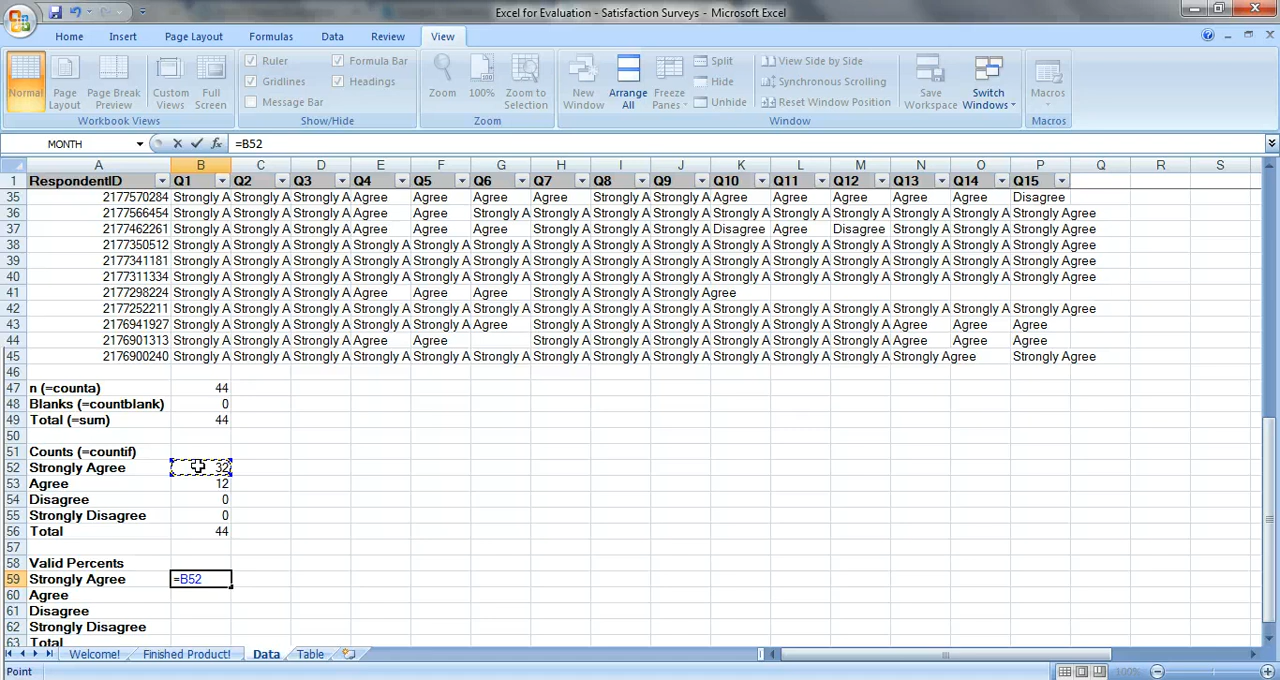 Excel for Evaluation - Satisfaction Surveys - Microsoft Excel
Home Insert Page Layout Formulas Data Review View
Normal Page Layout Page Break Preview Custom Views Full Screen
Workbook Views
Ruler Formula Bar
Gridlines Headings
Message Bar
Show/Hide
Zoom 100% Zoom to Selection
Zoom
New Window Arrange All Freeze Panes Split Hide Unhide
View Side by Side
Synchronous Scrolling
Reset Window Position
Save Workspace Switch Windows
Window
Macros
Macros
MONTH fx =B52
A B C D E F G H I J K L M N O P Q R S
1 RespondentID Q1 Q2 Q3 Q4 Q5 Q6 Q7 Q8 Q9 Q10 Q11 Q12 Q13 Q14 Q15
35 2177570284 Strongly A Strongly A Strongly A Agree Agree Agree Agree Strongly A Strongly A Agree Agree Agree Agree Agree Disagree
36 2177566454 Strongly A Strongly A Strongly A Agree Agree Strongly A Strongly A Strongly A Strongly A Strongly A Strongly A Strongly A Strongly A Strongly A Strongly Agree
37 2177462261 Strongly A Strongly A Strongly A Agree Agree Agree Strongly A Strongly A Strongly A Disagree Agree Disagree Strongly A Strongly A Strongly Agree
38 2177350512 Strongly A Strongly A Strongly A Strongly A Strongly A Strongly A Strongly A Strongly A Strongly A Strongly A Strongly A Strongly A Strongly A Strongly A Strongly Agree
39 2177341181 Strongly A Strongly A Strongly A Strongly A Strongly A Strongly A Strongly A Strongly A Strongly A Strongly A Strongly A Strongly A Strongly A Strongly A Strongly Agree
40 2177311334 Strongly A Strongly A Strongly A Strongly A Strongly A Strongly A Strongly A Strongly A Strongly A Strongly A Strongly A Strongly A Strongly A Strongly A Strongly Agree
41 2177298224 Strongly A Strongly A Strongly A Agree Agree Agree Strongly A Strongly A Strongly Agree
42 2177252211 Strongly A Strongly A Strongly A Strongly A Strongly A Strongly A Strongly A Strongly A Strongly A Strongly A Strongly A Strongly A Strongly A Strongly A Strongly Agree
43 2176941927 Strongly A Strongly A Strongly A Strongly A Strongly A Agree Strongly A Strongly A Strongly A Strongly A Strongly A Strongly A Agree Agree Agree
44 2176901313 Strongly A Strongly A Strongly A Agree Agree Strongly A Strongly A Strongly A Strongly A Strongly A Strongly A Agree Agree Agree
45 2176900240 Strongly A Strongly A Strongly A Strongly A Strongly A Strongly A Strongly A Strongly A Strongly A Strongly A Strongly A Strongly A Strongly Agree Strongly Agree
46
47 n (=counta) 44
48 Blanks (=countblank) 0
49 Total (=sum) 44
50
51 Counts (=countif)
52 Strongly Agree 32
53 Agree 12
54 Disagree 0
55 Strongly Disagree 0
56 Total 44
57
58 Valid Percents
59 Strongly Agree =B52
60 Agree
61 Disagree
62 Strongly Disagree
63 Total
Welcome! Finished Product! Data Table
Point 100%